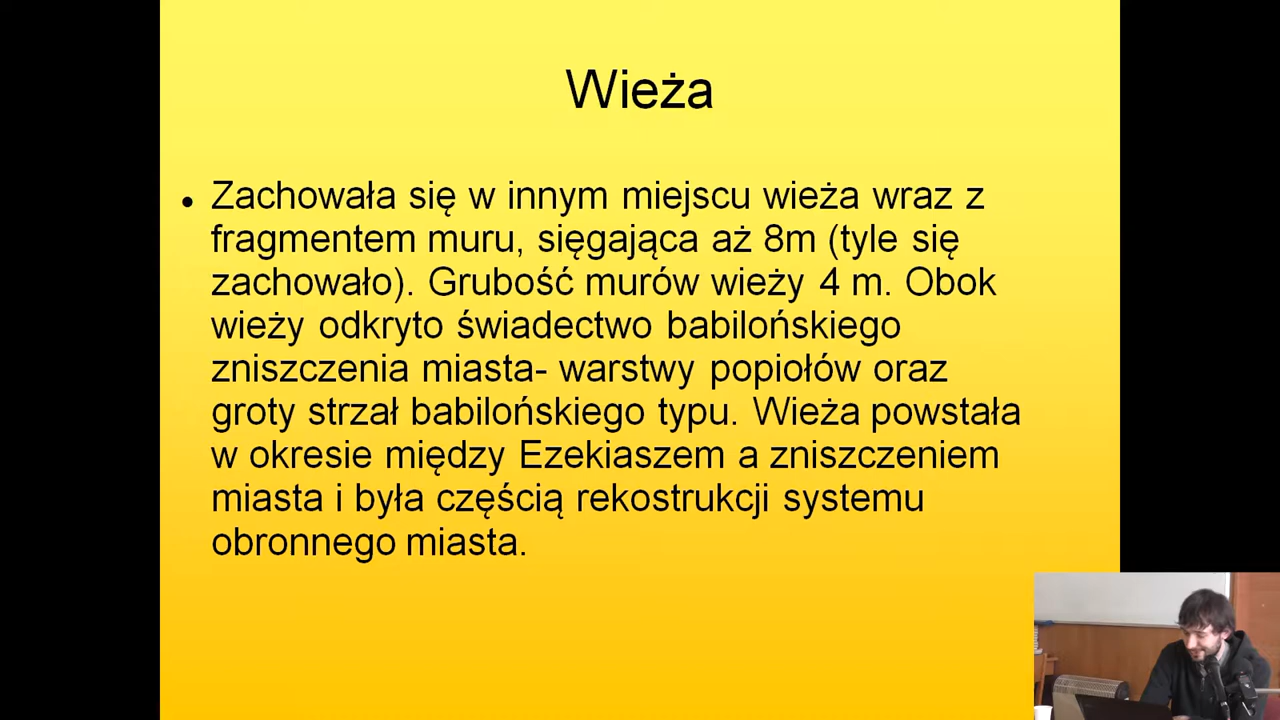 Wieża
• Zachowała się w innym miejscu wieża wraz z
fragmentem muru, sięgająca aż 8m (tyle się
zachowało). Grubość murów wieży 4 m. Obok
wieży odkryto świadectwo babilońskiego
zniszczenia miasta- warstwy popiołów oraz
groty strzał babilońskiego typu. Wieża powstała
w okresie między Ezekiaszem a zniszczeniem
miasta i była częścią rekostrukcji systemu
obronnego miasta.